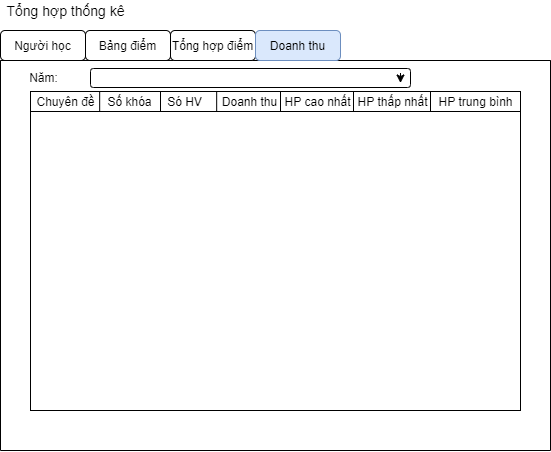 Tổng hợp thống kê
Người học Bảng điểm Tổng hợp điểm Doanh thu
Năm:
Chuyên đề Số khóa Só HV Doanh thu HP cao nhất HP thấp nhất HP trung bình